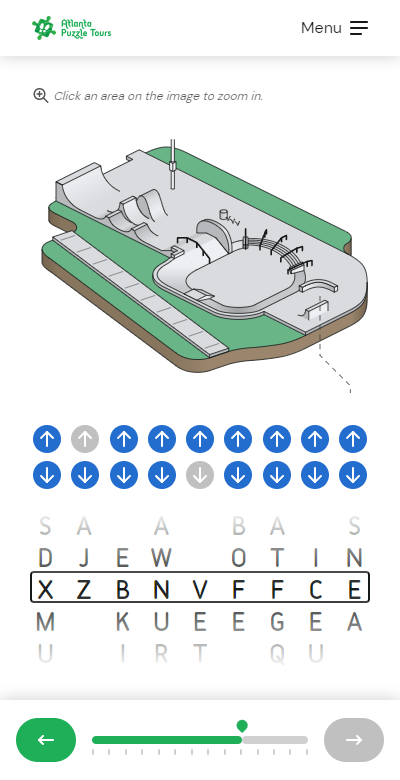 Atlanta
Puzzle Tours
Menu
Click an area on the image to zoom in.
S A A B A S
D J E W O T I N
X Z B N V F F C E
M K U E E G E A
U I R T Q U